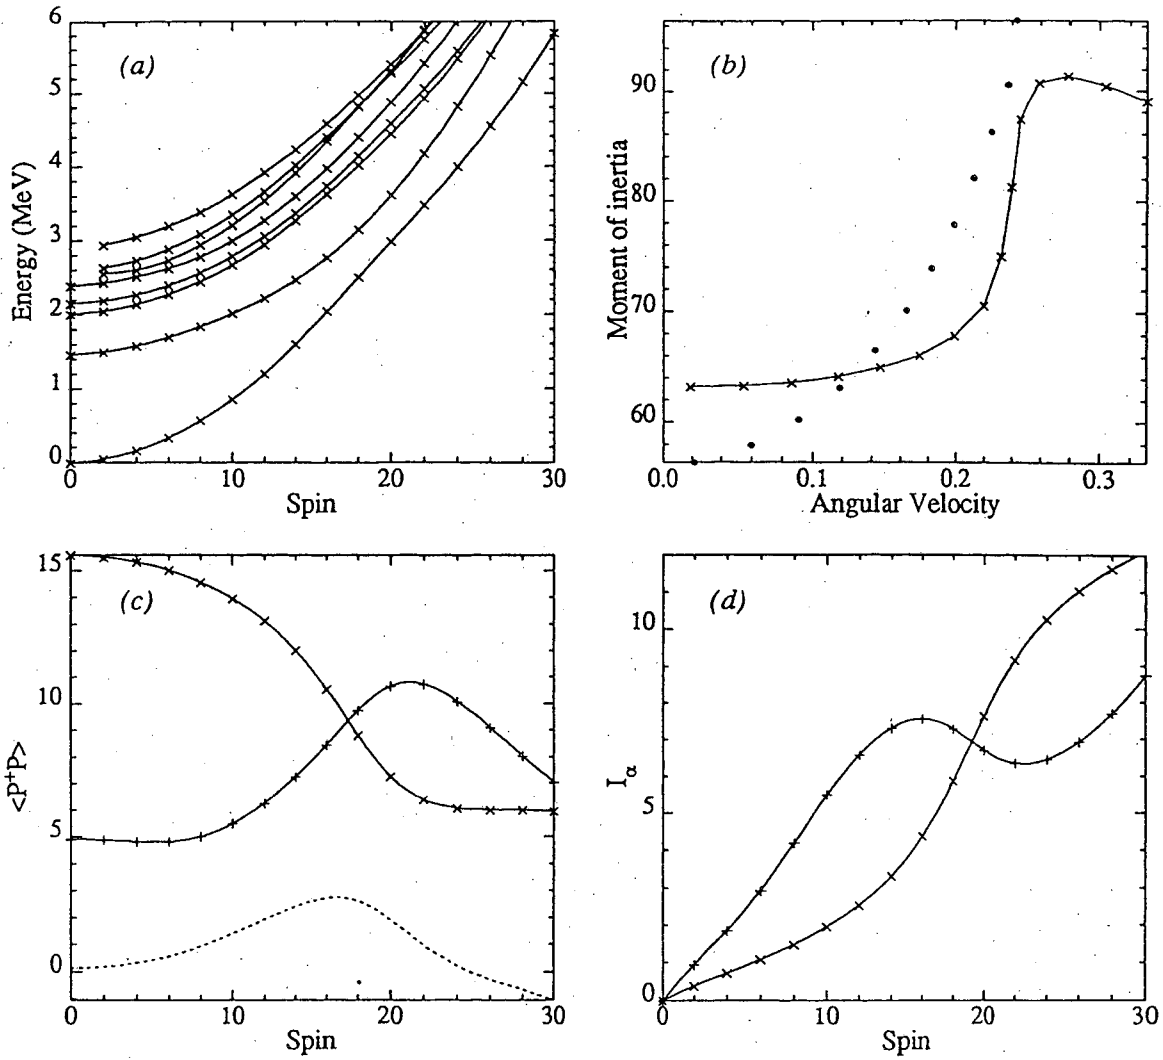 6
5
4
3
2
1
0
Energy (MeV)
(a)
0
10
20
30
Spin
90
80
70
60
Moment of inertia
(b)
0.0
0.1
0.2
0.3
Angular Velocity
15
10
5
0
<P+P>
(c)
0
10
20
30
Spin
10
5
0
Iα
(d)
0
10
20
30
Spin